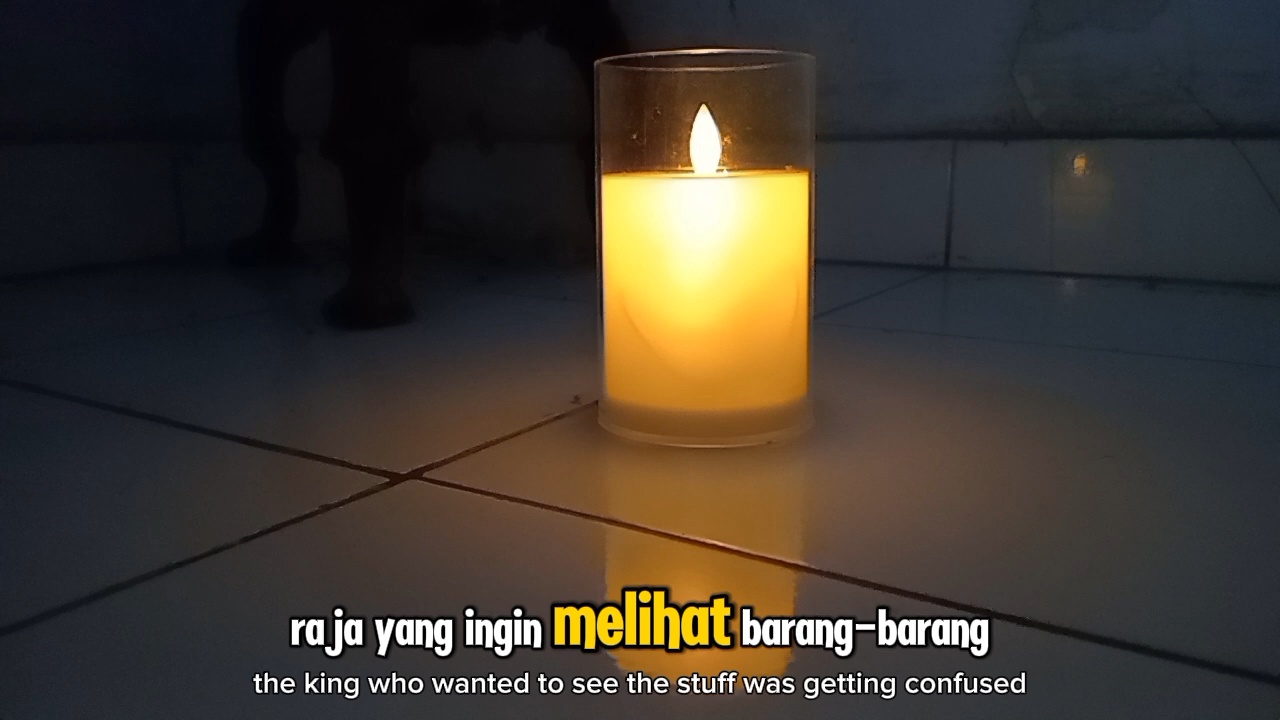 raja yang ingin melihat barang-barang
the king who wanted to see the stuff was getting confused